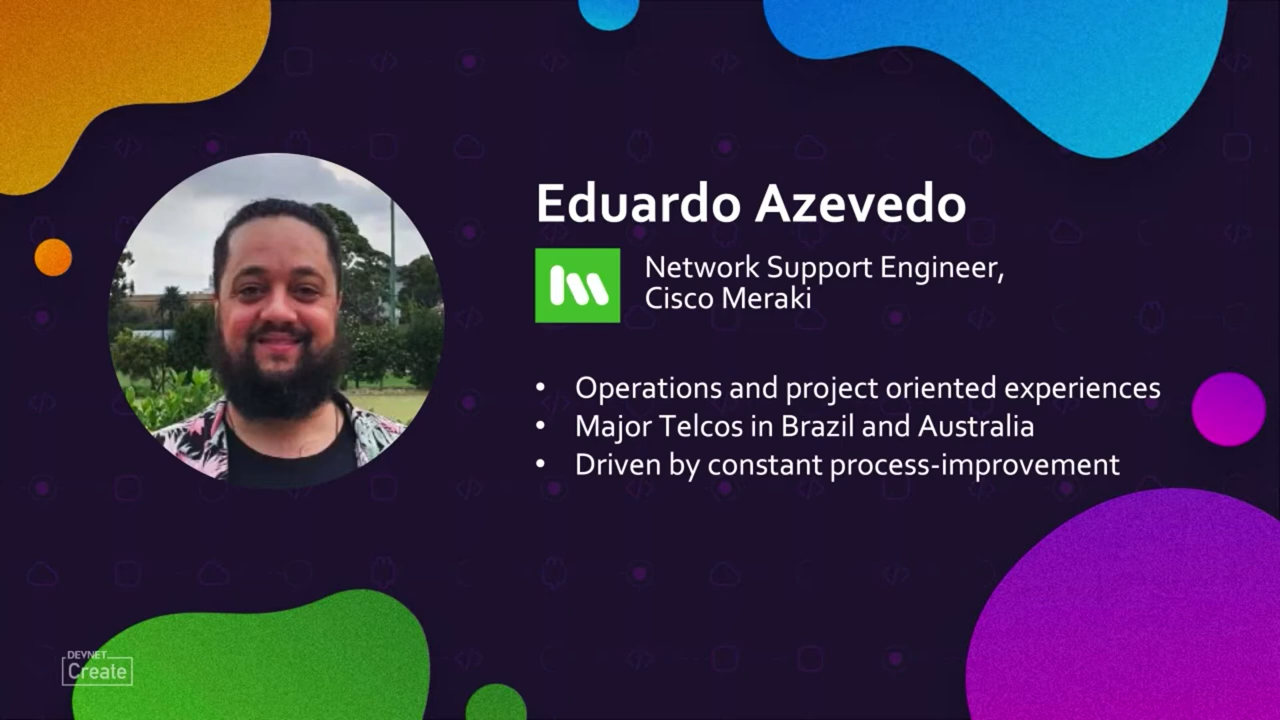 Eduardo Azevedo
Network Support Engineer,
Cisco Meraki
• Operations and project oriented experiences
• Major Telcos in Brazil and Australia
• Driven by constant process-improvement
DEVNET
Create